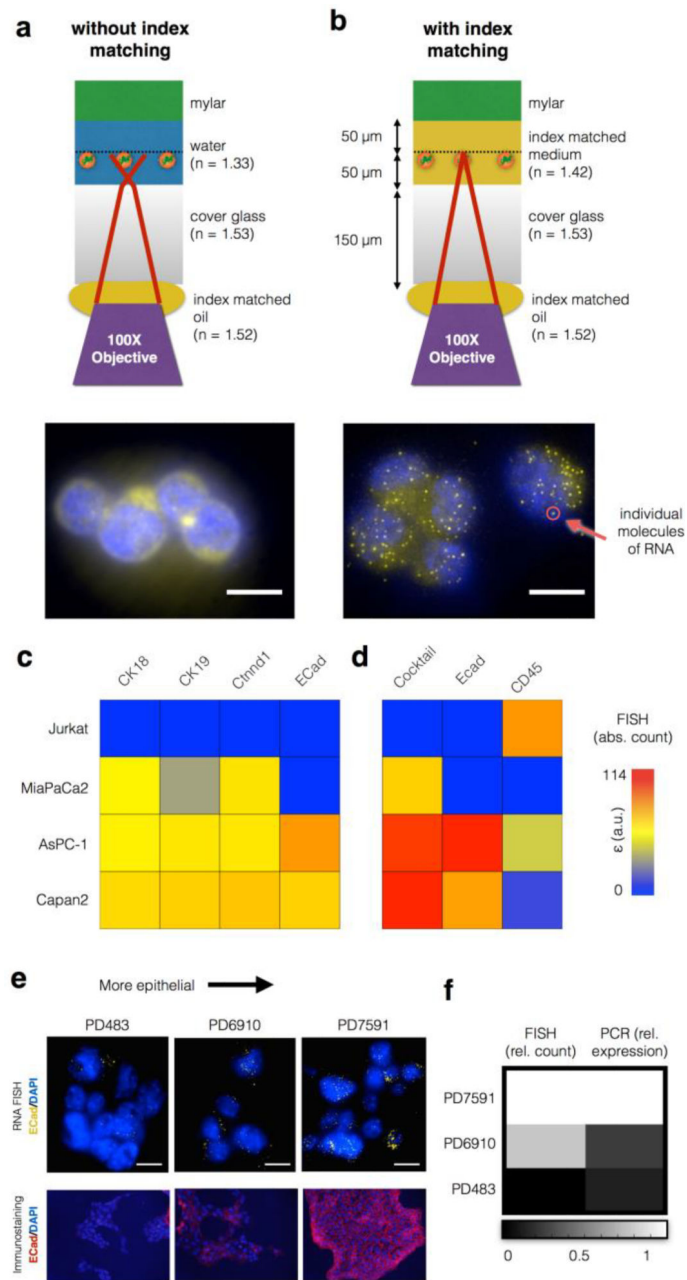 a
without index
matching
mylar
water
(n = 1.33)
cover glass
(n = 1.53)
index matched
oil
(n = 1.52)
100X
Objective
b
with index
matching
50 µm
50 µm
150 µm
mylar
index matched
medium
(n = 1.42)
cover glass
(n = 1.53)
index matched
oil
(n = 1.52)
100X
Objective
individual
molecules
of RNA
c
CK18
CK19
Ctnnd1
ECad
d
Cocktail
Ecad
CD45
Jurkat
MiaPaCa2
AsPC-1
Capan2
FISH
(abs. count)
114
ε (a.u.)
0
e
More epithelial
PD483
PD6910
PD7591
RNA FISH
ECad/DAPI
Immunostaining
ECad/DAPI
f
FISH
(rel. count)
PCR (rel.
expression)
PD7591
PD6910
PD483
0
0.5
1